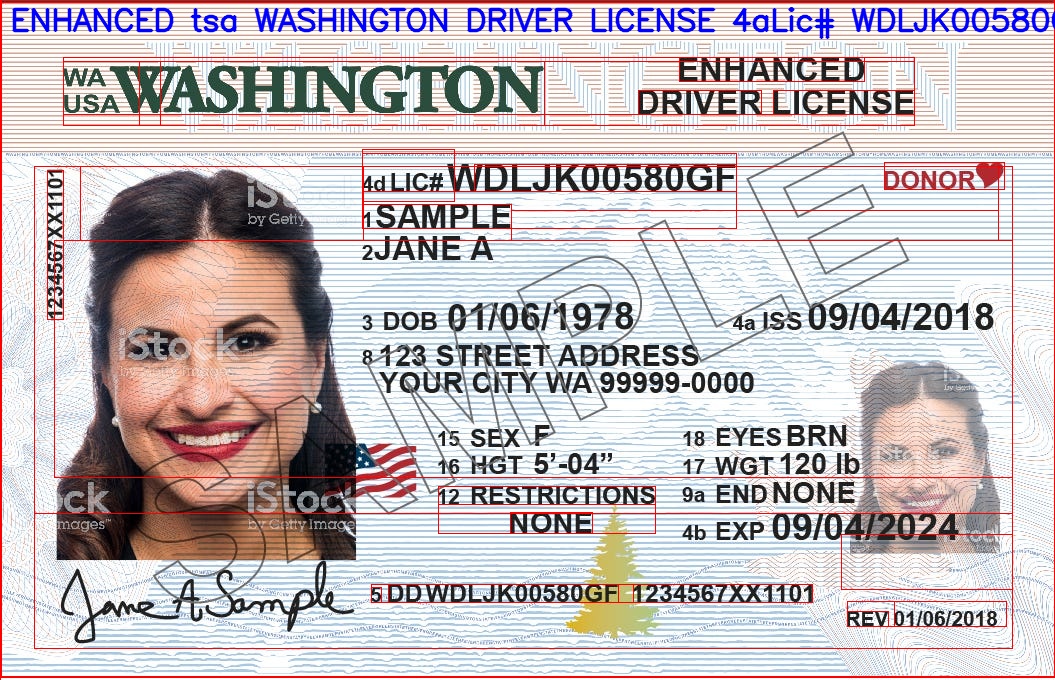 ENHANCED tsa WASHINGTON DRIVER LICENSE 4aLic# WDLJK00580
WA USA WASHINGTON
ENHANCED
DRIVER LICENSE
4d LIC# WDLJK00580GF
DONOR
1234567XX1101
1 SAMPLE
2 JANE A
3 DOB 01/06/1978 4a ISS 09/04/2018
8 123 STREET ADDRESS
YOUR CITY WA 99999-0000
15 SEX F 18 EYES BRN
16 HGT 5'-04" 17 WGT 120 lb
12 RESTRICTIONS 9a END NONE
NONE 4b EXP 09/04/2024
5 DD WDLJK00580GF 1234567XX1101
REV 01/06/2018
Jane A Sample
SAMPLE
iStock
by Getty Images™